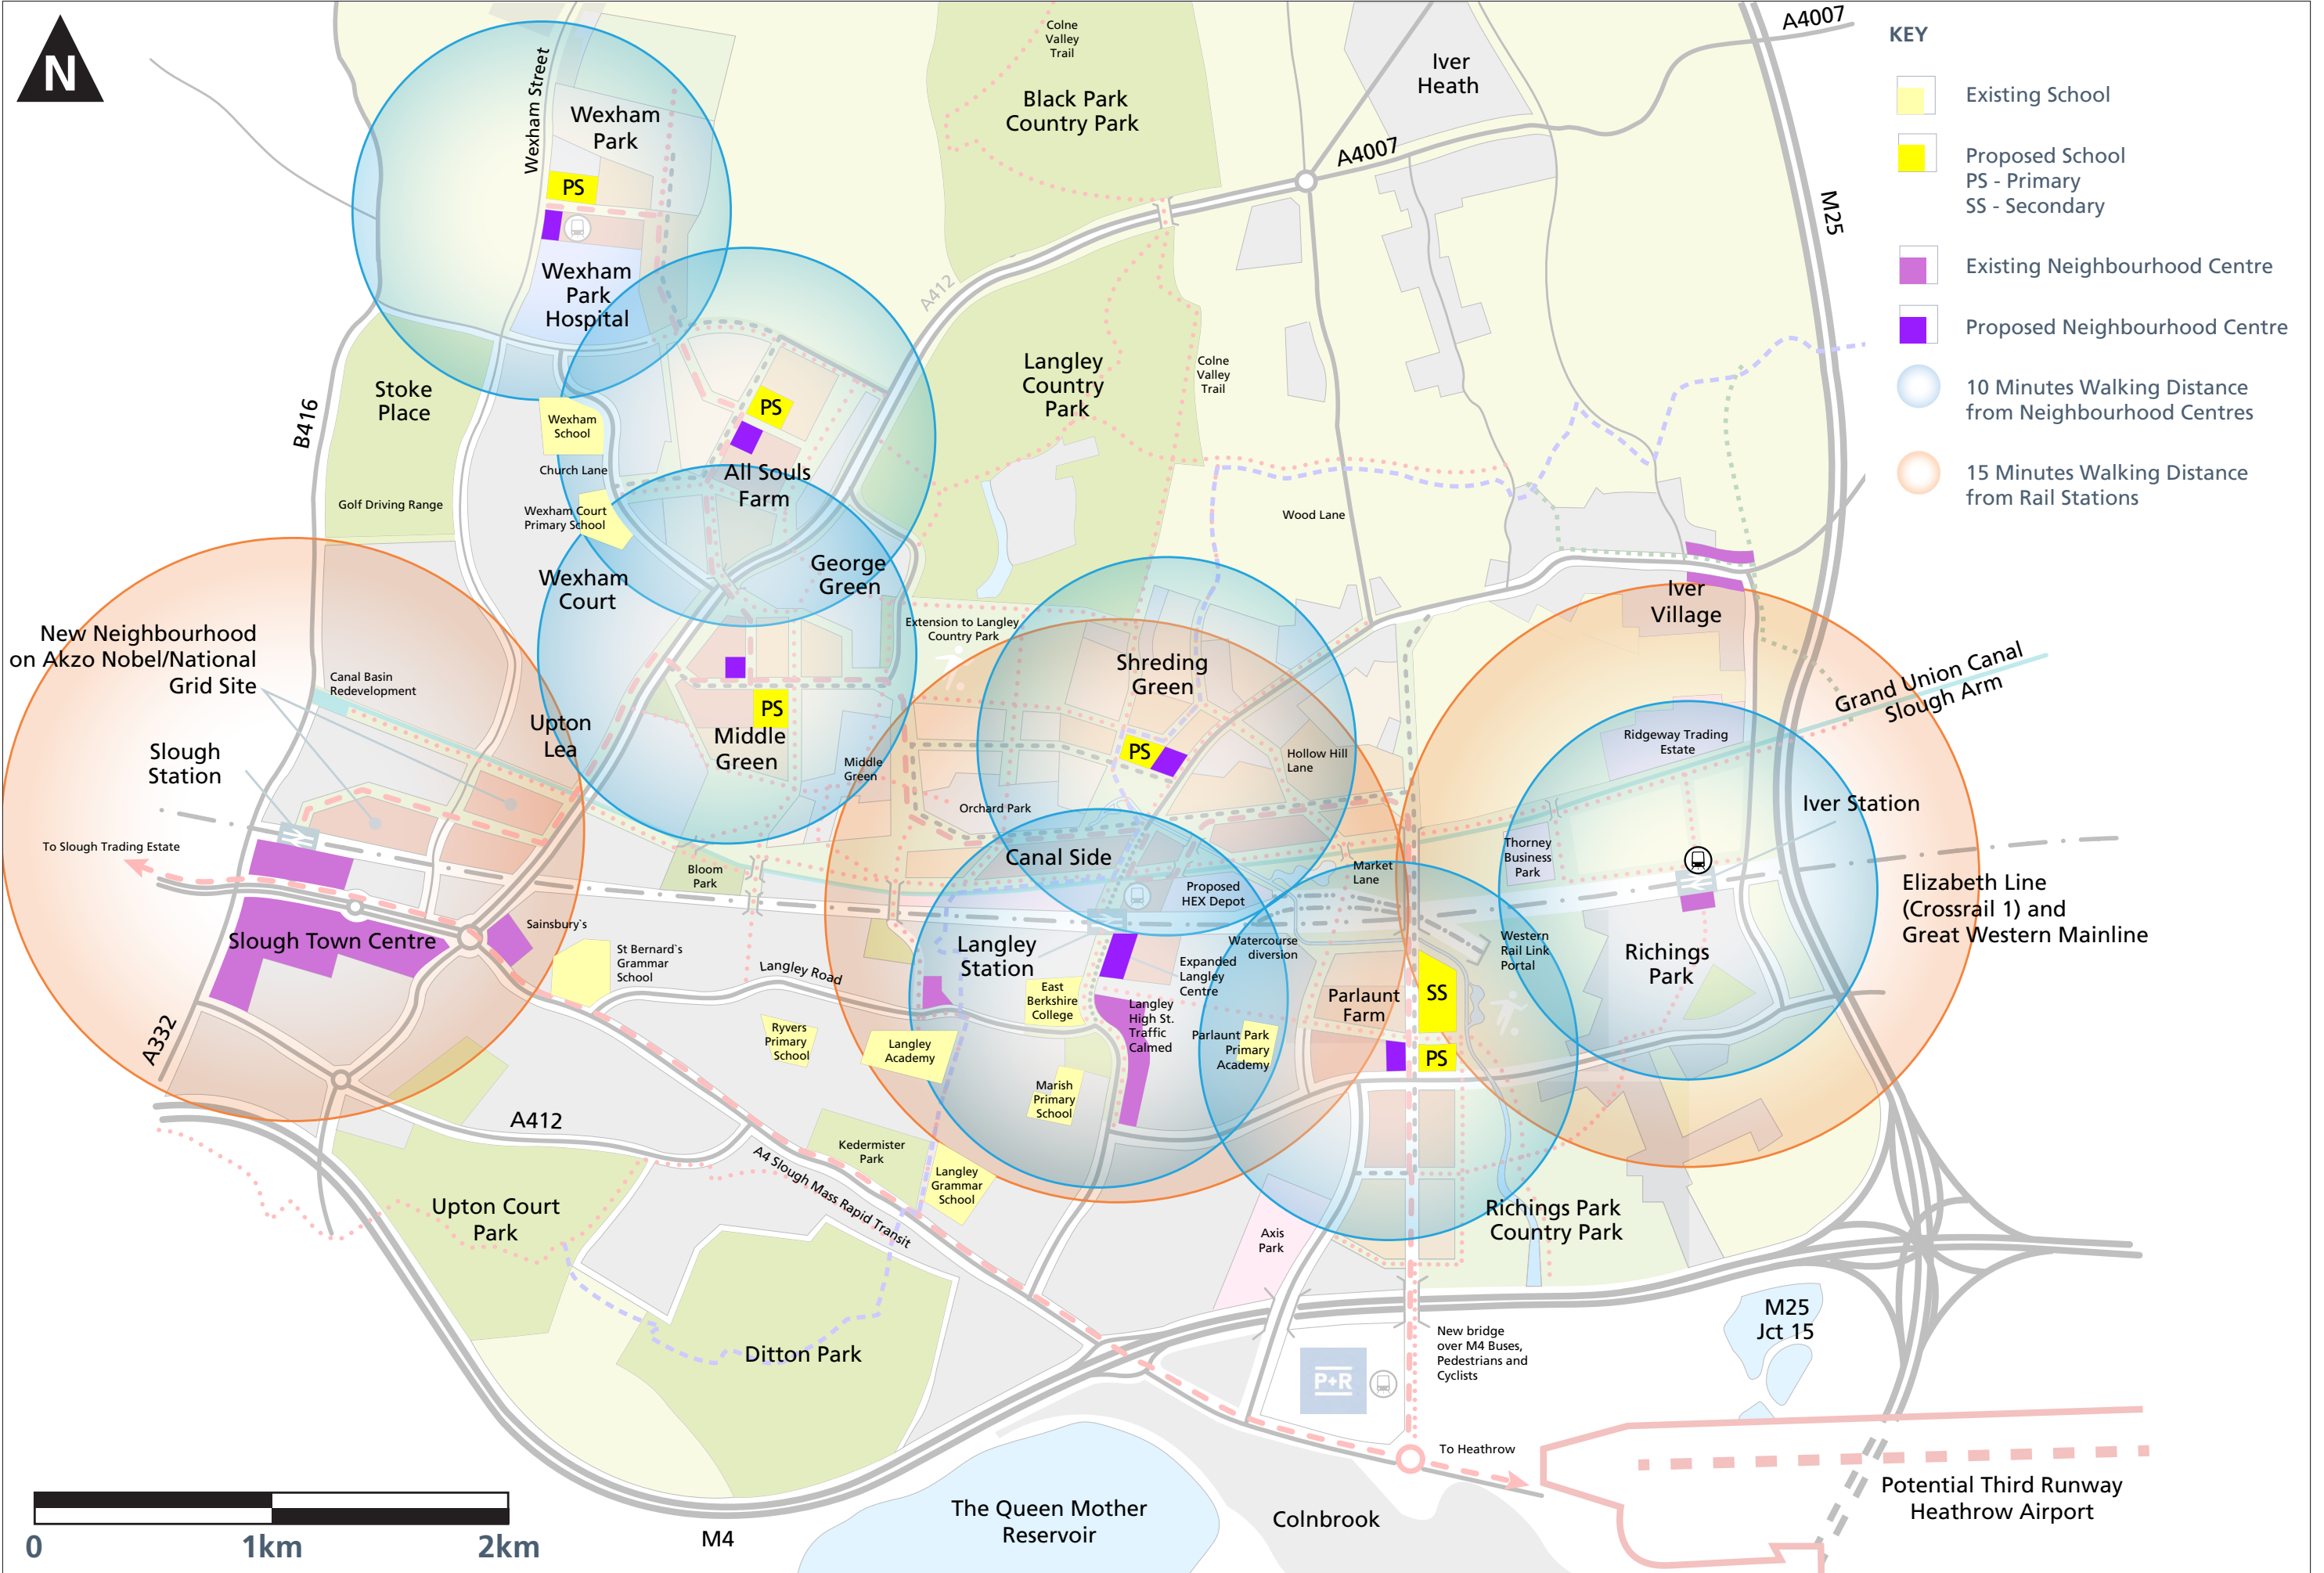 N
Wexham Street
Wexham
Park
PS
Wexham
Park
Hospital
Colne
Valley
Trail
Black Park
Country Park
Iver
Heath
A4007
A4007
M25
A412
KEY
Existing School
Proposed School
PS - Primary
SS - Secondary
Existing Neighbourhood Centre
Proposed Neighbourhood Centre
10 Minutes Walking Distance
from Neighbourhood Centres
15 Minutes Walking Distance
from Rail Stations
B416
Stoke
Place
Golf Driving Range
Wexham
School
Church Lane
Wexham Court
Primary School
PS
All Souls
Farm
Langley
Country
Park
Colne
Valley
Trail
Wood Lane
Wexham
Court
George
Green
Extension to Langley
Country Park
Iver
Village
Grand Union Canal
Slough Arm
New Neighbourhood
on Akzo Nobel/National
Grid Site
Canal Basin
Redevelopment
Slough
Station
Upton
Lea
PS
Middle
Green
Middle
Green
Shreding
Green
PS
Hollow Hill
Lane
Orchard Park
Canal Side
Ridgeway Trading
Estate
Iver Station
To Slough Trading Estate
Bloom
Park
Proposed
HEX Depot
Market
Lane
Thorney
Business
Park
Elizabeth Line
(Crossrail 1) and
Great Western Mainline
Slough Town Centre
Sainsbury`s
St Bernard`s
Grammar
School
Langley Road
Langley
Station
Watercourse
diversion
Expanded
Langley
Centre
Western
Rail Link
Portal
Richings
Park
A332
Ryvers
Primary
School
Langley
Academy
East
Berkshire
College
Langley
High St.
Traffic
Calmed
Parlaunt Park
Primary
Academy
Parlaunt
Farm
SS
PS
Marish
Primary
School
A412
Kedermister
Park
Langley
Grammar
School
A4 Slough Mass Rapid Transit
Upton Court
Park
Axis
Park
Richings Park
Country Park
Ditton Park
M25
Jct 15
New bridge
over M4 Buses,
Pedestrians and
Cyclists
P+R
To Heathrow
Potential Third Runway
Heathrow Airport
The Queen Mother
Reservoir
Colnbrook
M4
0 1km 2km